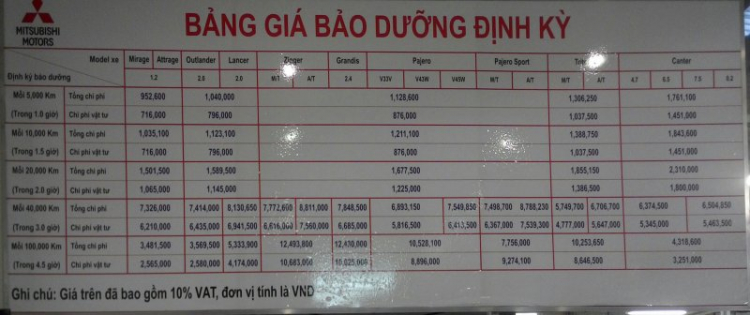 MITSUBISHI
MOTORS
BẢNG GIÁ BẢO DƯỠNG ĐỊNH KỲ
Model xe Mirage Attrage Outlander Lancer Zinger Grandis Pajero Pajero Sport Canter
Định kỳ bảo dưỡng 1.2 2.0 2.0 M/T A/T 2.4 V33V V43W M/T A/T M/T A/T 4.7 6.5 7.5 8.2
Mỗi 5,000 Km Tổng chi phí 952,600 1,040,000 1,128,600 1,306,250 1,761,100
(Trong 1.0 giờ) Chi phí vật tư 716,000 796,000 876,000 1,037,500 1,451,000
Mỗi 10,000 Km Tổng chi phí 1,035,100 1,123,100 1,211,100 1,388,750 1,843,600
(Trong 1.5 giờ) Chi phí vật tư 716,000 796,000 876,000 1,037,500 1,451,000
Mỗi 20,000 Km Tổng chi phí 1,501,500 1,589,500 1,677,500 1,855,150 2,310,000
(Trong 2.0 giờ) Chi phí vật tư 1,065,000 1,145,000 1,225,000 1,386,500 1,800,000
Mỗi 40,000 Km Tổng chi phí 7,326,000 7,414,000 8,130,650 7,772,600 8,811,000 7,848,500 6,893,150 7,549,850 7,498,700 9,788,230 5,749,700 6,706,700 6,374,500 6,504,850
(Trong 3.0 giờ) Chi phí vật tư 6,210,000 6,435,000 6,941,500 6,616,000 7,560,000 6,685,000 5,816,500 6,413,500 6,367,000 7,539,300 4,777,000 5,647,000 5,345,000 5,463,500
Mỗi 100,000 Km Tổng chi phí 3,481,500 3,569,500 5,333,900 12,493,600 12,430,000 10,528,100 7,756,000 10,253,650 4,318,600
(Trong 4.5 giờ) Chi phí vật tư 2,565,000 2,580,000 4,174,000 10,663,000 10,025,000 8,896,000 9,274,100 8,646,500 3,251,000
Ghi chú: Giá trên đã bao gồm 10% VAT, đơn vị tính là VND